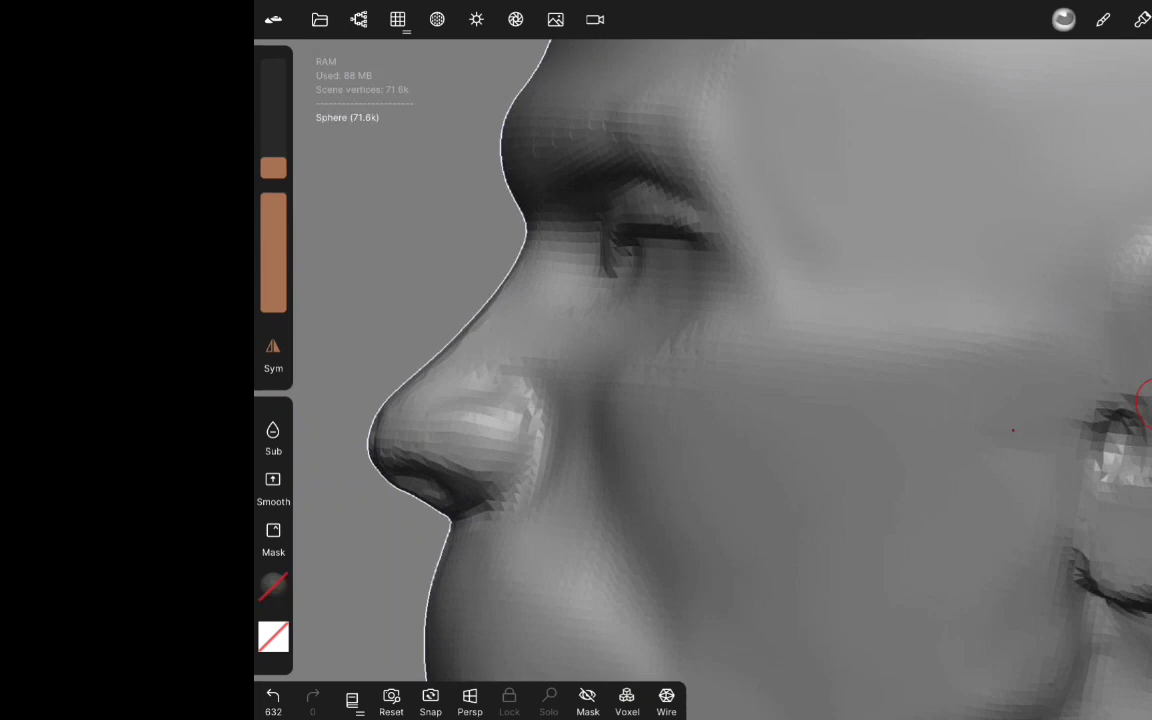 RAM
Used: 88 MB
Scene vertices: 71.6k
-----------------------
Sphere (71.6k)
Sym
Sub
Smooth
Mask
632
0
Reset
Snap
Persp
Lock
Solo
Mask
Voxel
Wire